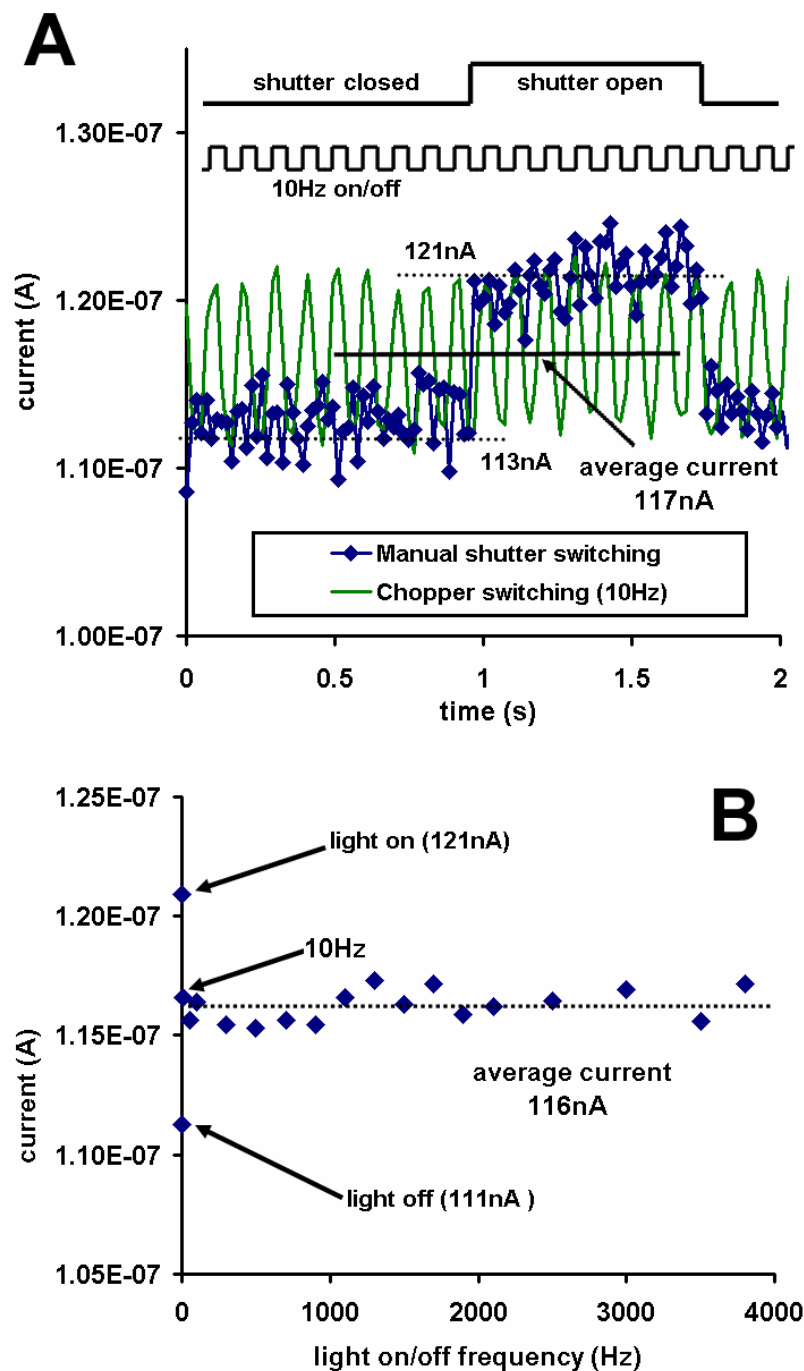 A
shutter closed
shutter open
1.30E-07
10Hz on/off
121nA
1.20E-07
current (A)
1.10E-07
113nA
average current
117nA
Manual shutter switching
Chopper switching (10Hz)
1.00E-07
0
0.5
1
1.5
2
time (s)
B
1.25E-07
light on (121nA)
1.20E-07
10Hz
current (A)
1.15E-07
average current
116nA
1.10E-07
light off (111nA )
1.05E-07
0
1000
2000
3000
4000
light on/off frequency (Hz)